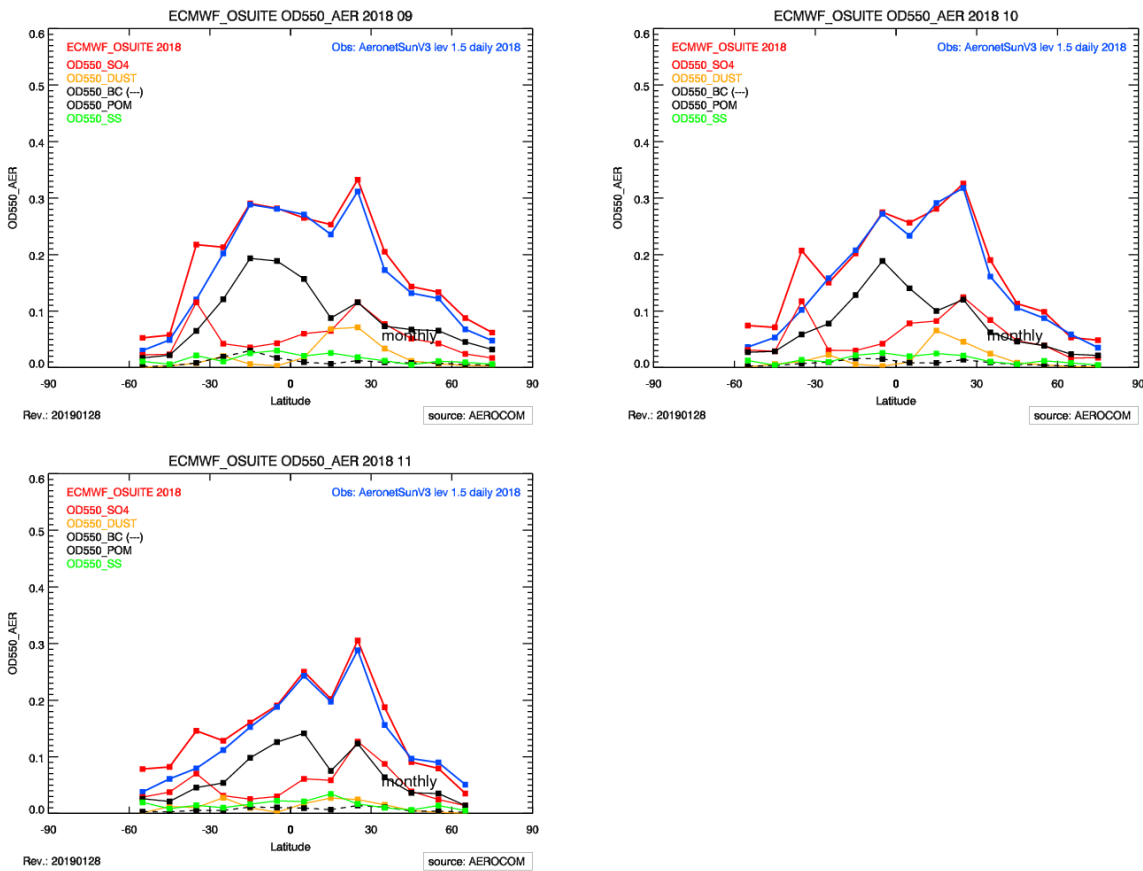 ECMWF_OSUITE OD550_AER 2018 09
0.6
ECMWF_OSUITE 2018
Obs: AeronetSunV3 lev 1.5 daily 2018
OD550_SO4
OD550_DUST
OD550_BC (---)
OD550_POM
OD550_SS
0.5
0.4
OD550_AER
0.3
0.2
0.1
monthly
0.0
-90
-60
-30
0
30
60
90
Latitude
Rev.: 20190128
source: AEROCOM
ECMWF_OSUITE OD550_AER 2018 10
0.6
ECMWF_OSUITE 2018
Obs: AeronetSunV3 lev 1.5 daily 2018
OD550_SO4
OD550_DUST
OD550_BC (---)
OD550_POM
OD550_SS
0.5
0.4
OD550_AER
0.3
0.2
0.1
monthly
0.0
-90
-60
-30
0
30
60
90
Latitude
Rev.: 20190128
source: AEROCOM
ECMWF_OSUITE OD550_AER 2018 11
0.6
ECMWF_OSUITE 2018
Obs: AeronetSunV3 lev 1.5 daily 2018
OD550_SO4
OD550_DUST
OD550_BC (---)
OD550_POM
OD550_SS
0.5
0.4
OD550_AER
0.3
0.2
0.1
monthly
0.0
-90
-60
-30
0
30
60
90
Latitude
Rev.: 20190128
source: AEROCOM